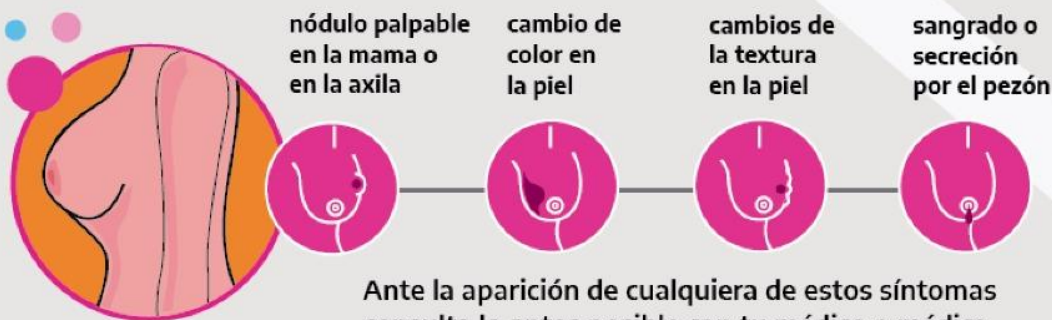 nódulo palpable
en la mama o
en la axila
cambio de
color en
la piel
cambios de
la textura
en la piel
sangrado o
secreción
por el pezón
Ante la aparición de cualquiera de estos síntomas